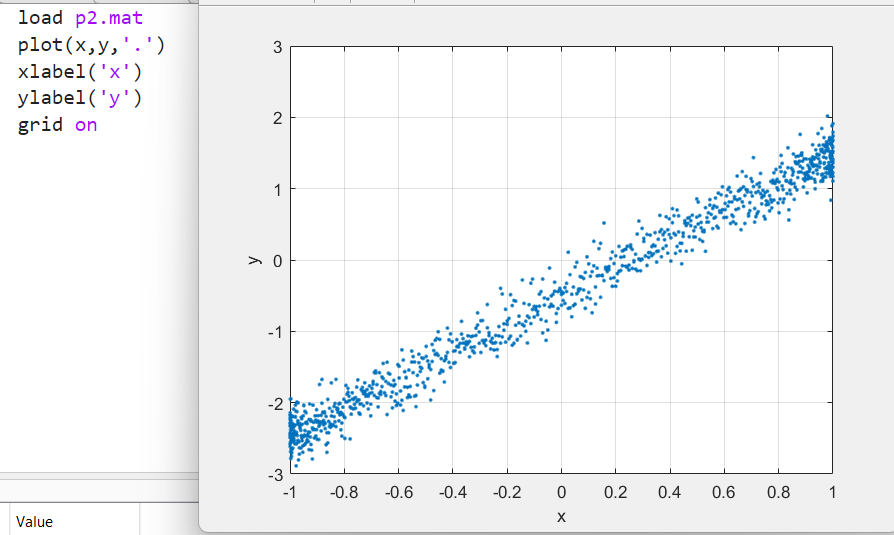 load p2.mat
plot(x,y,'.')
xlabel('x')
ylabel('y')
grid on
3
2
1
0
-1
-2
-3
y
-1 -0.8 -0.6 -0.4 -0.2 0 0.2 0.4 0.6 0.8 1
x
Value